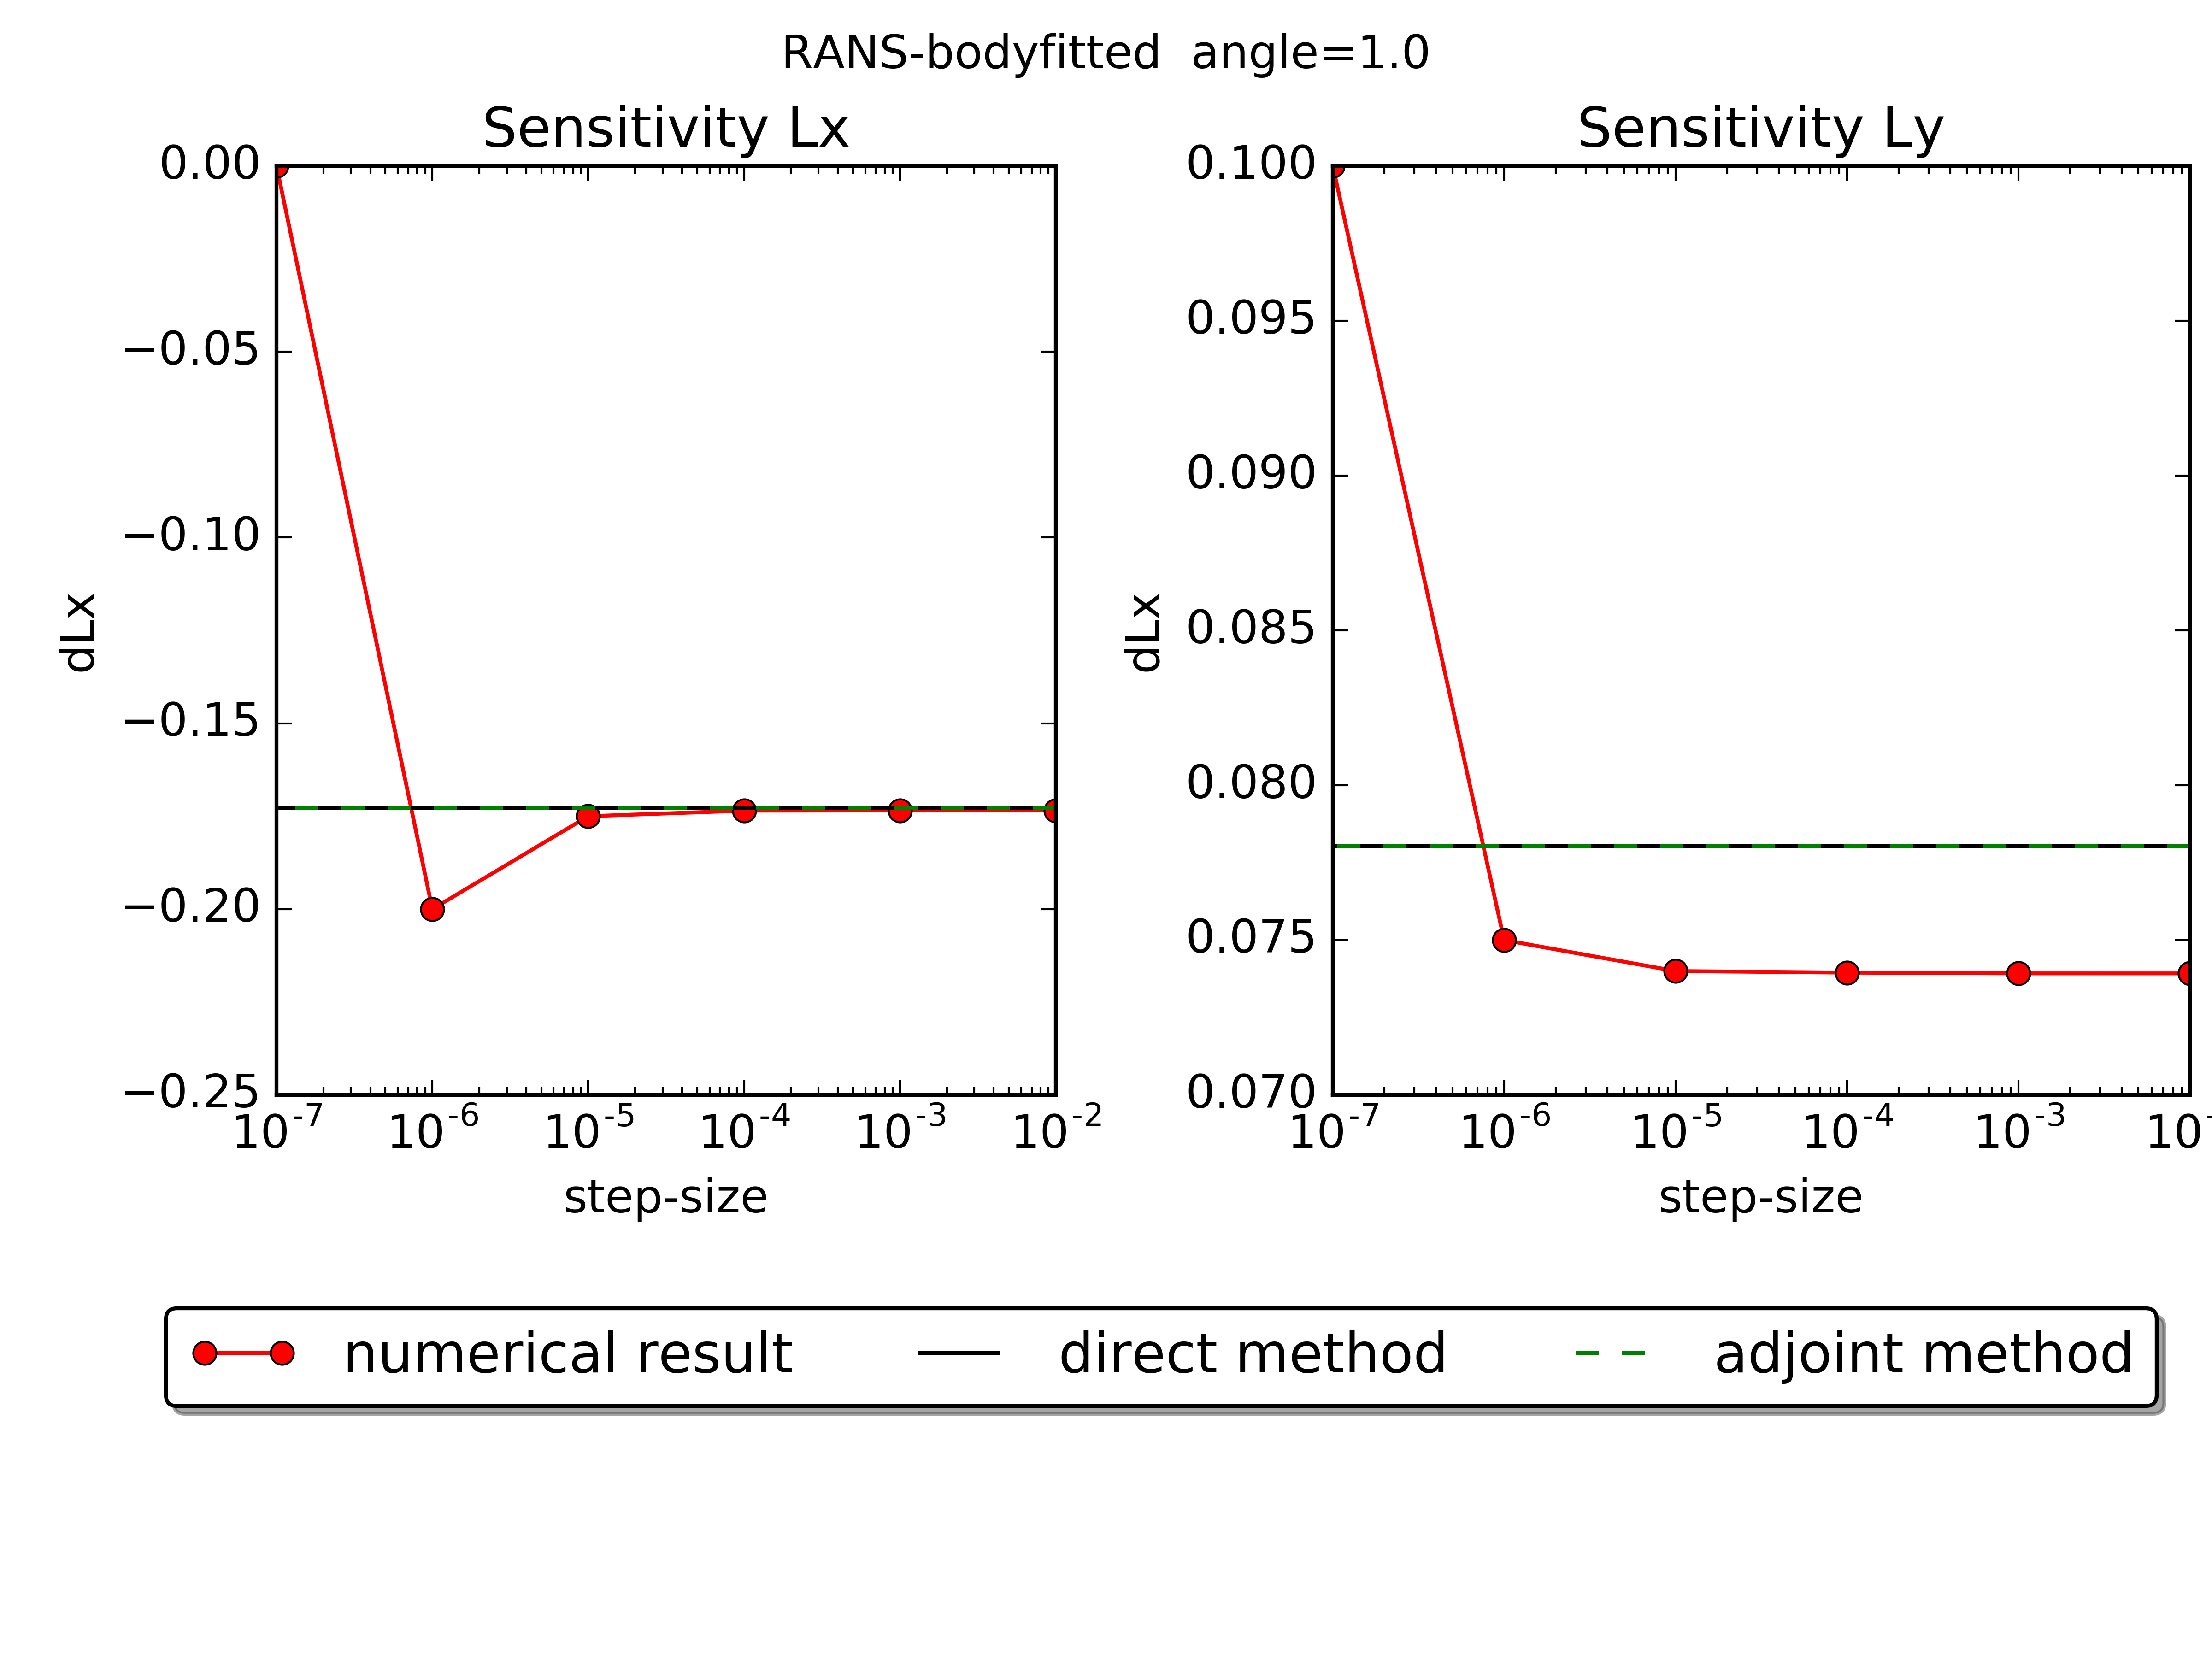 RANS-bodyfitted angle=1.0
Sensitivity Lx
0.00
−0.05
−0.10
−0.15
−0.20
−0.25
dLx
10-7 10-6 10-5 10-4 10-3 10-2
step-size
Sensitivity Ly
0.100
0.095
0.090
0.085
0.080
0.075
0.070
dLx
10-7 10-6 10-5 10-4 10-3 10-
step-size
numerical result direct method adjoint method